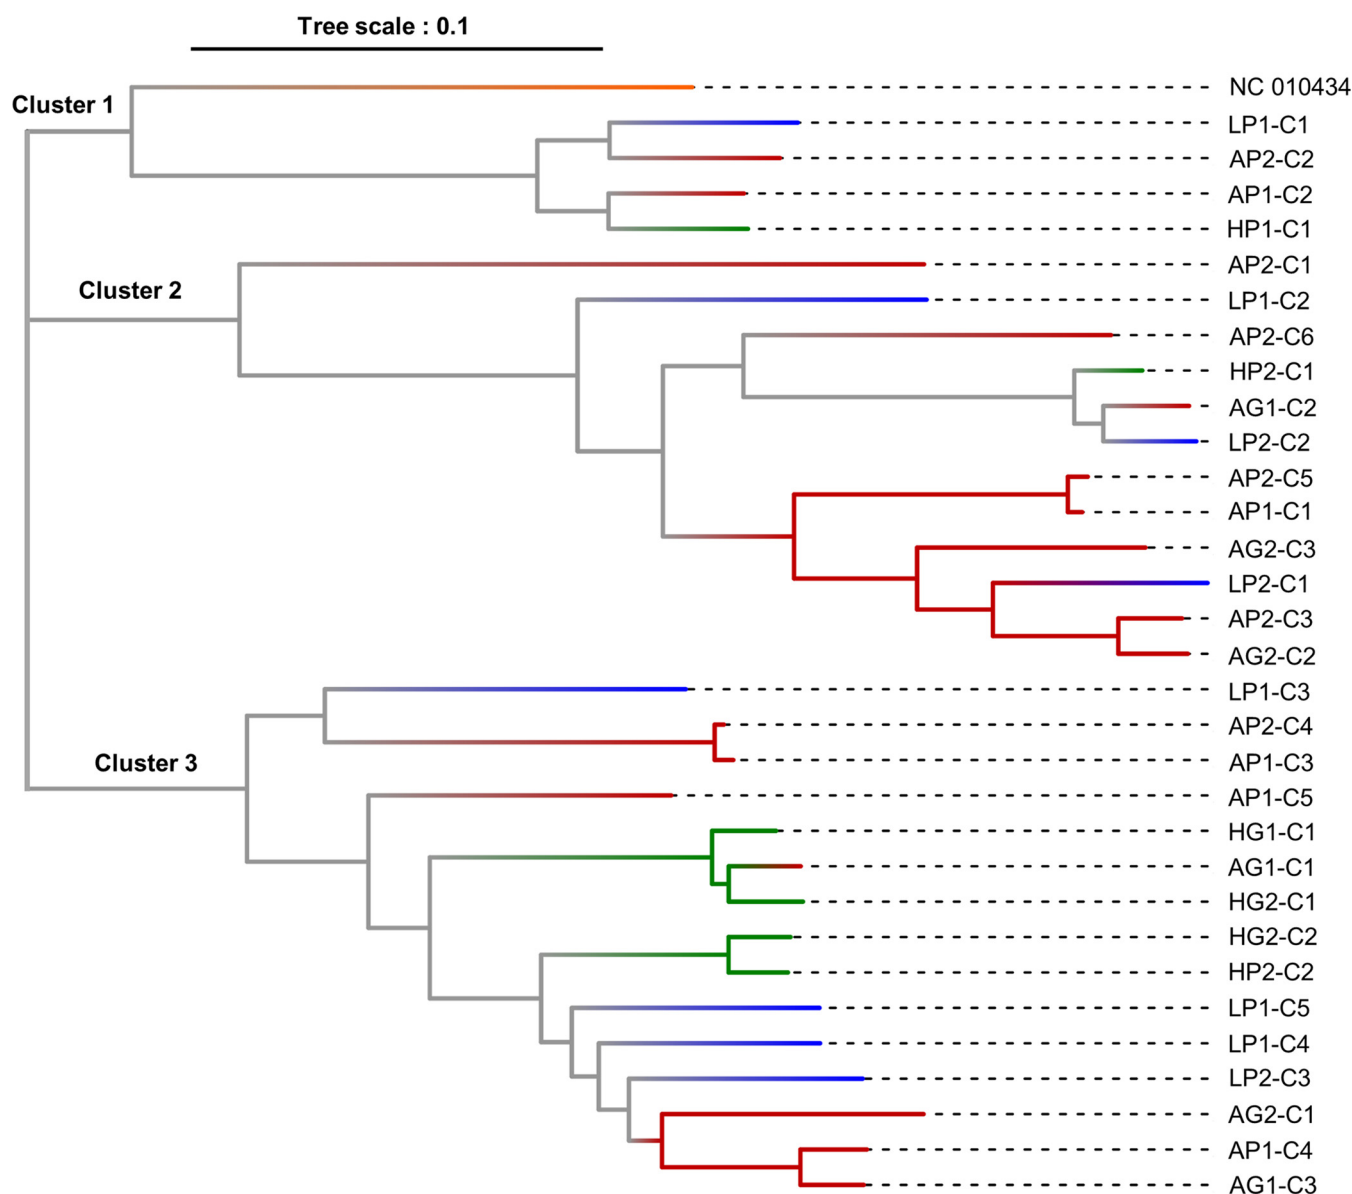 Tree scale : 0.1
NC 010434
Cluster 1
LP1-C1
AP2-C2
AP1-C2
HP1-C1
AP2-C1
Cluster 2
LP1-C2
AP2-C6
HP2-C1
AG1-C2
LP2-C2
AP2-C5
AP1-C1
AG2-C3
LP2-C1
AP2-C3
AG2-C2
LP1-C3
AP2-C4
Cluster 3
AP1-C3
AP1-C5
HG1-C1
AG1-C1
HG2-C1
HG2-C2
HP2-C2
LP1-C5
LP1-C4
LP2-C3
AG2-C1
AP1-C4
AG1-C3